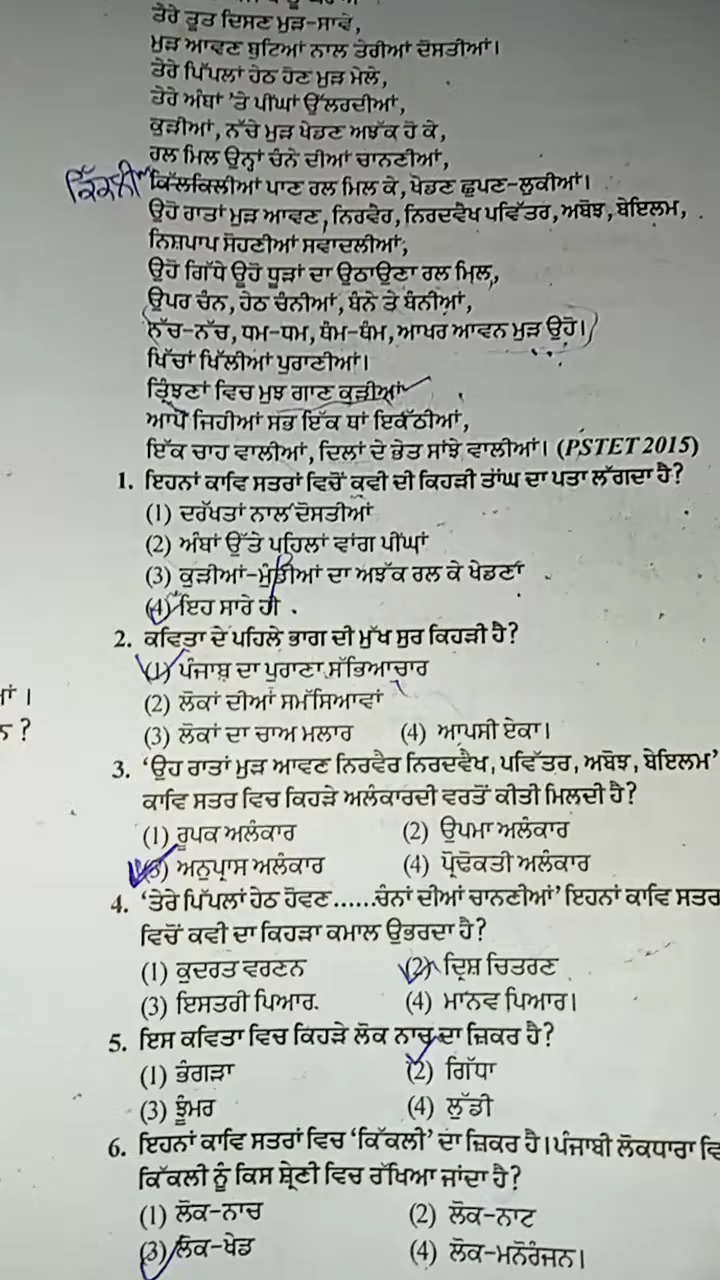 ਤੇਰੇ ਤੂਤ ਦਿਸਣ ਮੁੜ-ਸਾਵੇ,
ਮੁੜ ਆਵਣ ਬੁਟਿਆਂ ਨਾਲ ਤੇਰੀਆਂ ਦੋਸਤੀਆਂ।
ਤੇਰੇ ਪਿੱਪਲਾਂ ਹੇਠ ਹੋਣ ਮੁੜ ਮੇਲੇ,
ਤੇਰੇ ਅੰਬਾਂ 'ਤੇ ਪੀਂਘਾਂ ਉੱਲਰਦੀਆਂ,
ਕੁੜੀਆਂ, ਨੱਚੇ ਮੁੜ ਖੇਡਣ ਅਝੱਕ ਹੋ ਕੇ,
ਰਲ ਮਿਲ ਉਨ੍ਹਾਂ ਚੰਨੇ ਦੀਆਂ ਚਾਨਣੀਆਂ,
ਕਿੱਕਲੀ ਕਿੱਲਕਿਲੀਆਂ ਪਾਣ ਰਲ ਮਿਲ ਕੇ, ਖੇਡਣ ਛੁਪਣ-ਲੁਕੀਆਂ।
ਉਹੋ ਰਾਤਾਂ ਮੁੜ ਆਵਣ, ਨਿਰਵੈਰ, ਨਿਰਦਵੈਖ ਪਵਿੱਤਰ, ਅਬੋਝ, ਬੇਇਲਮ,
ਨਿਸ਼ਪਾਪ ਸੋਹਣੀਆਂ ਸਵਾਦਲੀਆਂ,
ਉਹੋ ਗਿੱਧੇ ਉਹੋ ਧੂੜਾਂ ਦਾ ਉਠਾਉਣਾ ਰਲ ਮਿਲ,
ਉਪਰ ਚੰਨ, ਹੇਠ ਚੰਨੀਆਂ, ਬੰਨੇ ਤੇ ਬੰਨੀਆਂ,
ਨੱਚ-ਨੱਚ, ਧਮ-ਧਮ, ਥੰਮ-ਥੰਮ, ਆਖਰ ਆਵਨ ਮੁੜ ਉਹੋ।
ਖਿੱਚਾਂ ਖਿੱਲੀਆਂ ਪੁਰਾਣੀਆਂ।
ਤ੍ਰਿੰਝਣਾਂ ਵਿਚ ਮੁਝ ਗਾਣ ਕੁੜੀਆਂ
ਆਪੋ ਜਿਹੀਆਂ ਸਭ ਇੱਕ ਥਾਂ ਇਕੱਠੀਆਂ,
ਇੱਕ ਚਾਹ ਵਾਲੀਆਂ, ਦਿਲਾਂ ਦੇ ਭੇਤ ਸਾਂਝੇ ਵਾਲੀਆਂ। (PSTET 2015)
1. ਇਹਨਾਂ ਕਾਵਿ ਸਤਰਾਂ ਵਿਚੋਂ ਕਵੀ ਦੀ ਕਿਹੜੀ ਤਾਂਘ ਦਾ ਪਤਾ ਲੱਗਦਾ ਹੈ?
(1) ਦਰੱਖਤਾਂ ਨਾਲ ਦੋਸਤੀਆਂ
(2) ਅੰਬਾਂ ਉੱਤੇ ਪਹਿਲਾਂ ਵਾਂਗ ਪੀਂਘਾਂ
(3) ਕੁੜੀਆਂ-ਮੁੰਡੀਆਂ ਦਾ ਅਝੱਕ ਰਲ ਕੇ ਖੇਡਣਾਂ
(4) ਇਹ ਸਾਰੇ ਹੀ .
2. ਕਵਿਤਾ ਦੇ ਪਹਿਲੇ ਭਾਗ ਦੀ ਮੁੱਖ ਸੁਰ ਕਿਹੜੀ ਹੈ?
(1) ਪੰਜਾਬ ਦਾ ਪੁਰਾਣਾ ਸੱਭਿਆਚਾਰ
(2) ਲੋਕਾਂ ਦੀਆਂ ਸਮੱਸਿਆਵਾਂ
(3) ਲੋਕਾਂ ਦਾ ਚਾਅ ਮਲਾਰ (4) ਆਪਸੀ ਏਕਾ।
3. 'ਉਹ ਰਾਤਾਂ ਮੁੜ ਆਵਣ ਨਿਰਵੈਰ ਨਿਰਦਵੈਖ, ਪਵਿੱਤਰ, ਅਬੋਝ, ਬੇਇਲਮ'
ਕਾਵਿ ਸਤਰ ਵਿਚ ਕਿਹੜੇ ਅਲੰਕਾਰਦੀ ਵਰਤੋਂ ਕੀਤੀ ਮਿਲਦੀ ਹੈ?
(1) ਰੂਪਕ ਅਲੰਕਾਰ (2) ਉਪਮਾ ਅਲੰਕਾਰ
(3) ਅਨੁਪ੍ਰਾਸ ਅਲੰਕਾਰ (4) ਪ੍ਰੋਢੋਕਤੀ ਅਲੰਕਾਰ
4. 'ਤੇਰੇ ਪਿੱਪਲਾਂ ਹੇਠ ਹੋਵਣ......ਚੰਨਾਂ ਦੀਆਂ ਚਾਨਣੀਆਂ' ਇਹਨਾਂ ਕਾਵਿ ਸਤਰ
ਵਿਚੋਂ ਕਵੀ ਦਾ ਕਿਹੜਾ ਕਮਾਲ ਉਭਰਦਾ ਹੈ?
(1) ਕੁਦਰਤ ਵਰਣਨ (2) ਦ੍ਰਿਸ਼ ਚਿਤਰਣ
(3) ਇਸਤਰੀ ਪਿਆਰ. (4) ਮਾਨਵ ਪਿਆਰ।
5. ਇਸ ਕਵਿਤਾ ਵਿਚ ਕਿਹੜੇ ਲੋਕ ਨਾਚ ਦਾ ਜ਼ਿਕਰ ਹੈ?
(1) ਭੰਗੜਾ (2) ਗਿੱਧਾ
(3) ਝੂੰਮਰ (4) ਲੁੱਡੀ
6. ਇਹਨਾਂ ਕਾਵਿ ਸਤਰਾਂ ਵਿਚ 'ਕਿੱਕਲੀ' ਦਾ ਜ਼ਿਕਰ ਹੈ। ਪੰਜਾਬੀ ਲੋਕਧਾਰਾ ਵਿ
ਕਿੱਕਲੀ ਨੂੰ ਕਿਸ ਸ਼੍ਰੇਣੀ ਵਿਚ ਰੱਖਿਆ ਜਾਂਦਾ ਹੈ?
(1) ਲੋਕ-ਨਾਚ (2) ਲੋਕ-ਨਾਟ
(3) ਲੋਕ-ਖੇਡ (4) ਲੋਕ-ਮਨੋਰੰਜਨ।